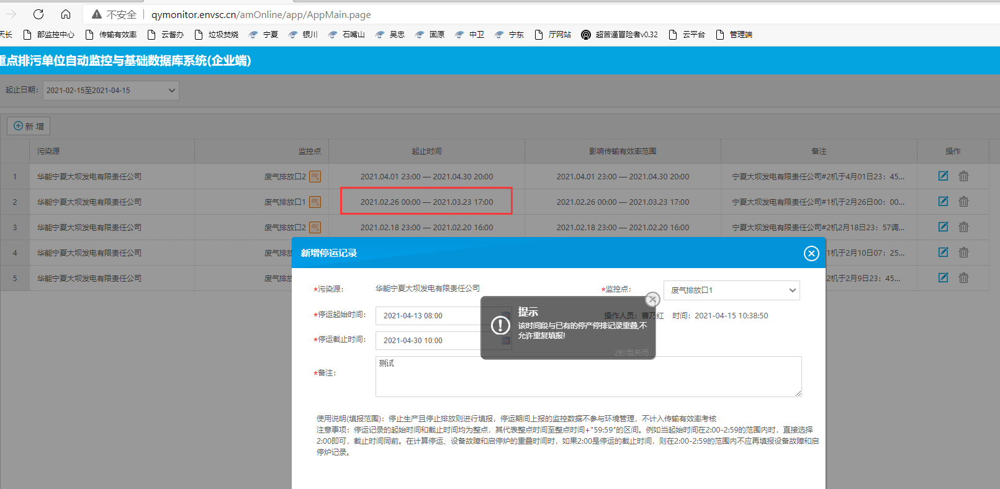 不安全 qymonitor.envsc.cn/amOnline/app/AppMain.page
天长 部监控中心 传输有效率 云督办 垃圾焚烧 宁夏 银川 石嘴山 吴忠 固原 中卫 宁东 厅网站 超苦逼冒险者v0.32 云平台 管理端
重点排污单位自动监控与基础数据库系统(企业端)
起止日期: 2021-02-15至2021-04-15
新 增
污染源 监控点 起止时间 影响传输有效率范围 备注 操作
1 华能宁夏大坝发电有限责任公司 废气排放口2 气 2021.04.01 23:00 — 2021.04.30 20:00 2021.04.01 23:00 — 2021.04.30 20:00 宁夏大坝发电有限责任公司#2机于4月01日23：45...
2 华能宁夏大坝发电有限责任公司 废气排放口1 气 2021.02.26 00:00 — 2021.03.23 17:00 2021.02.26 00:00 — 2021.03.23 17:00 宁夏大坝发电有限责任公司#1机于2月26日00：00...
3 华能宁夏大坝发电有限责任公司 废气排放口2 气 2021.02.18 23:00 — 2021.02.20 16:00 2021.02.18 23:00 — 2021.02.20 16:00 宁夏大坝发电有限责任公司#2机2月18日23：57调...
4 华能宁夏大坝发电有限责任公司 废气排 1机于2月10日07：25...
5 华能宁夏大坝发电有限责任公司 废气排 2机于2月9日23：45...
新增停运记录
*污染源: 华能宁夏大坝发电有限责任公司 *监控点: 废气排放口1
*停运起始时间: 2021-04-13 08:00 操作人员：曹乃红 时间：2021-04-15 10:38:50
*停运截止时间: 2021-04-30 10:00
提示
该时间段与已有的停产停排记录重叠,不
允许重复填报!
2秒后关闭
*备注: 测试
使用说明(填报范围)：停止生产且停止排放则进行填报，停运期间上报的监控数据不参与环境管理，不计入传输有效率考核
注意事项：停运记录的起始时间和截止时间均为整点，其代表整点时间至整点时间+"59:59"的区间。例如当起始时间在2:00-2:59的范围内时，直接选择
2:00即可，截止时间同前。在计算停运、设备故障和启停炉的重叠时间时，如果2:00是停运的截止时间，则在2:00-2:59的范围内不应再填报设备故障和启
停炉记录。